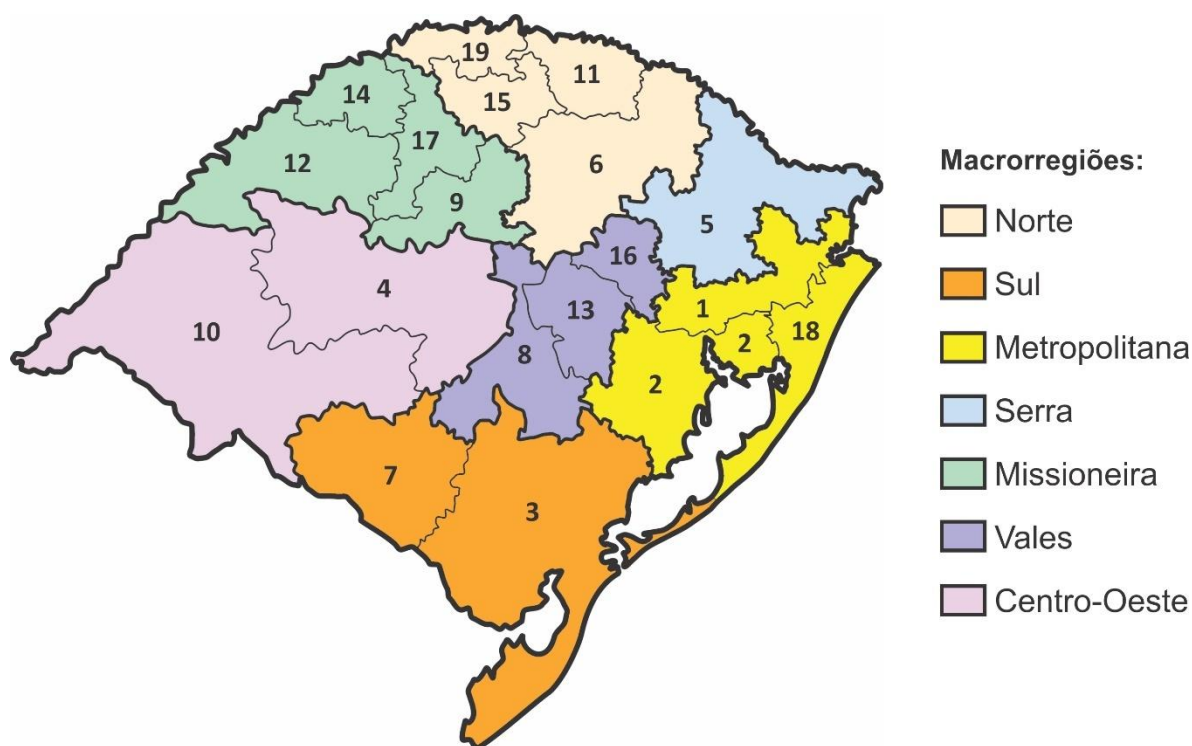 19
11
14
15
17
12
6
9
5
16
4
13
1
10
18
2
8
2
7
3
Macrorregiões:
Norte
Sul
Metropolitana
Serra
Missioneira
Vales
Centro-Oeste